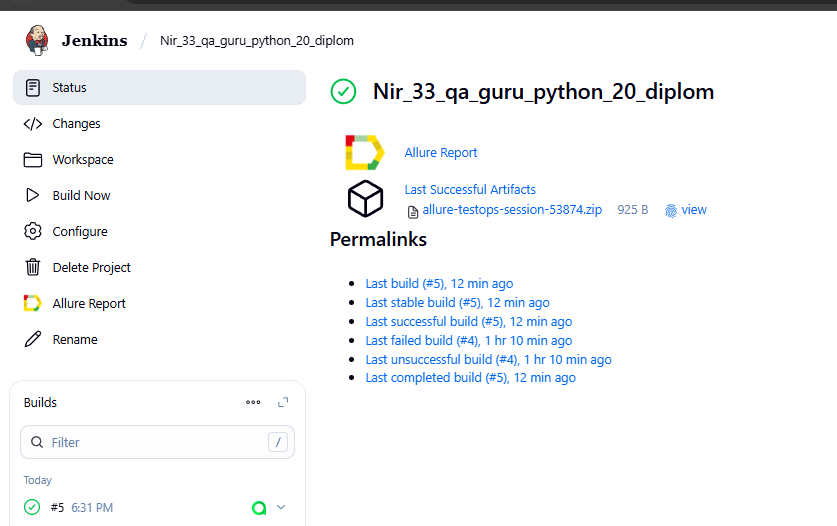 Jenkins / Nir_33_qa_guru_python_20_diplom
Status
Changes
Workspace
Build Now
Configure
Delete Project
Allure Report
Rename
Builds
Filter /
Today
#5 6:31 PM
Nir_33_qa_guru_python_20_diplom
Allure Report
Last Successful Artifacts
allure-testops-session-53874.zip 925 B view
Permalinks
Last build (#5), 12 min ago
Last stable build (#5), 12 min ago
Last successful build (#5), 12 min ago
Last failed build (#4), 1 hr 10 min ago
Last unsuccessful build (#4), 1 hr 10 min ago
Last completed build (#5), 12 min ago